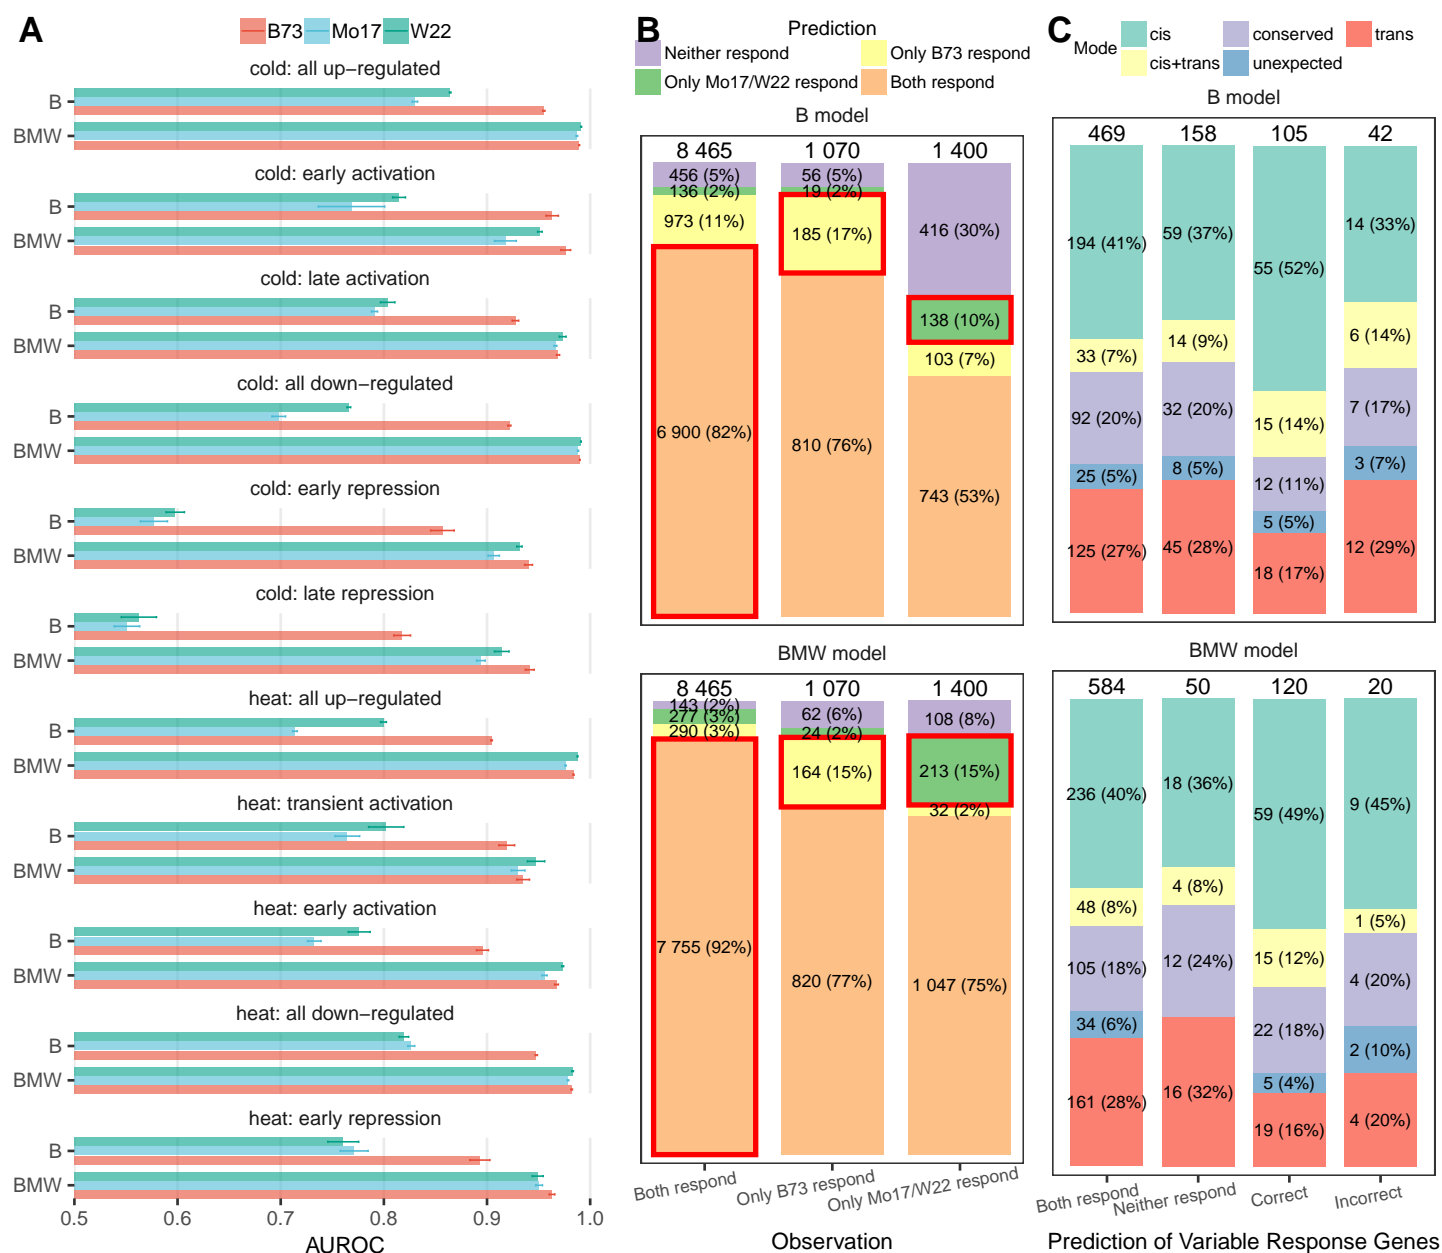 A
B73 Mo17 W22
cold: all up−regulated
B
BMW
cold: early activation
B
BMW
cold: late activation
B
BMW
cold: all down−regulated
B
BMW
cold: early repression
B
BMW
cold: late repression
B
BMW
heat: all up−regulated
B
BMW
heat: transient activation
B
BMW
heat: early activation
B
BMW
heat: all down−regulated
B
BMW
heat: early repression
B
BMW
0.5 0.6 0.7 0.8 0.9 1.0
AUROC
B
Prediction
Neither respond Only B73 respond
Only Mo17/W22 respond Both respond
B model
8 465 1 070 1 400
456 (5%)
136 (2%)
973 (11%)
6 900 (82%)
56 (5%)
19 (2%)
185 (17%)
810 (76%)
416 (30%)
138 (10%)
103 (7%)
743 (53%)
BMW model
8 465 1 070 1 400
143 (2%)
277 (3%)
290 (3%)
7 755 (92%)
62 (6%)
24 (2%)
164 (15%)
820 (77%)
108 (8%)
213 (15%)
32 (2%)
1 047 (75%)
Both respond Only B73 respond Only Mo17/W22 respond
Observation
C
Mode
cis conserved trans
cis+trans unexpected
B model
469 158 105 42
194 (41%)
33 (7%)
92 (20%)
25 (5%)
125 (27%)
59 (37%)
14 (9%)
32 (20%)
8 (5%)
45 (28%)
55 (52%)
15 (14%)
12 (11%)
5 (5%)
18 (17%)
14 (33%)
6 (14%)
7 (17%)
3 (7%)
12 (29%)
BMW model
584 50 120 20
236 (40%)
48 (8%)
105 (18%)
34 (6%)
161 (28%)
18 (36%)
4 (8%)
12 (24%)
16 (32%)
59 (49%)
15 (12%)
22 (18%)
5 (4%)
19 (16%)
9 (45%)
1 (5%)
4 (20%)
2 (10%)
4 (20%)
Both respond Neither respond Correct Incorrect
Prediction of Variable Response Genes